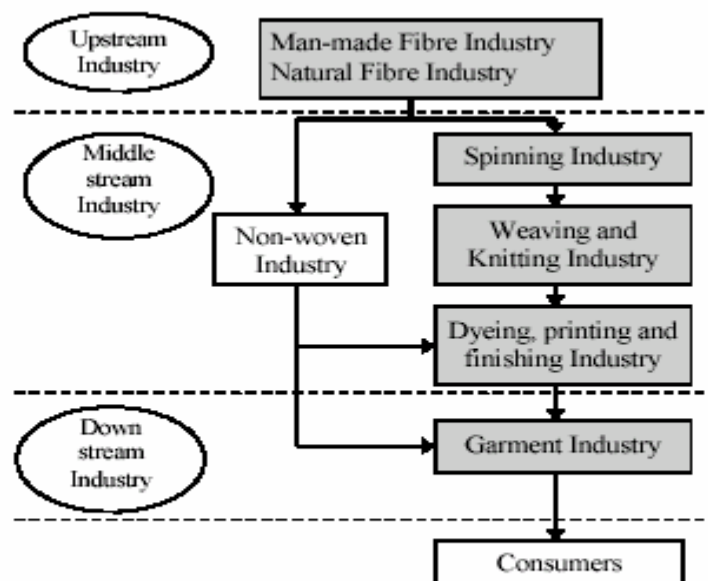 Upstream
Industry
Man-made Fibre Industry
Natural Fibre Industry
Middle
stream
Industry
Spinning Industry
Non-woven
Industry
Weaving and
Knitting Industry
Dyeing, printing and
finishing Industry
Down
stream
Industry
Garment Industry
Consumers